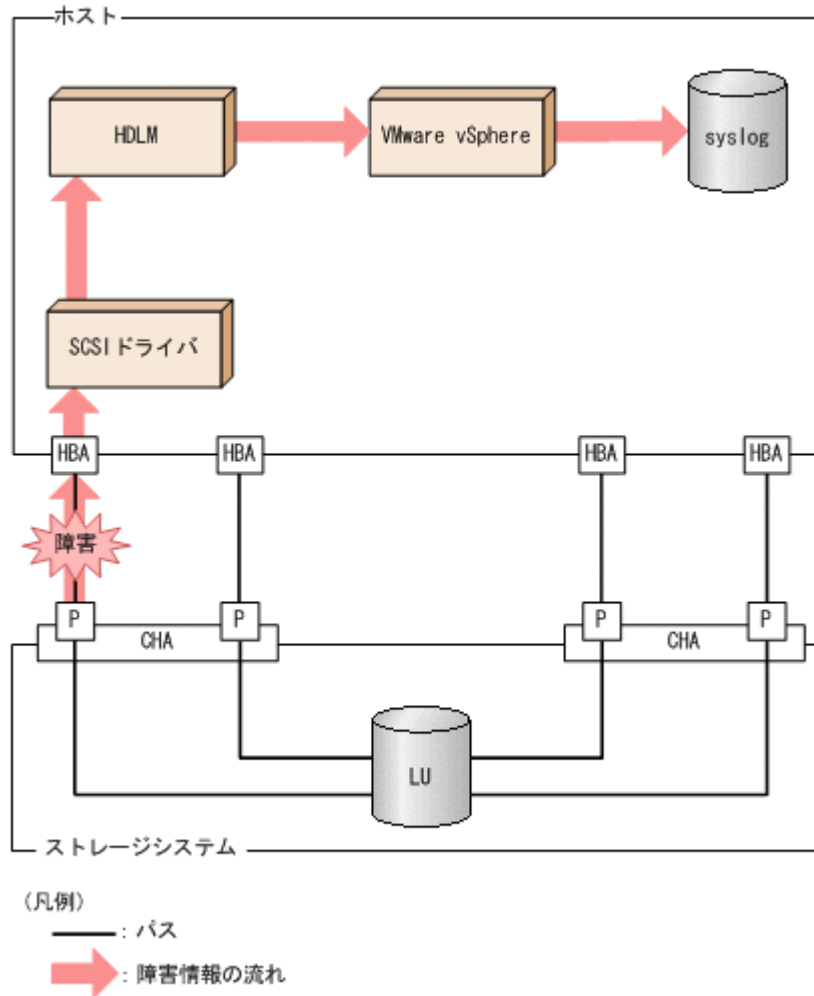 ホスト
HDLM
VMware vSphere
syslog
SCSIドライバ
HBA
HBA
HBA
HBA
障害
P
P
P
P
CHA
CHA
LU
ストレージシステム
(凡例)
: パス
: 障害情報の流れ